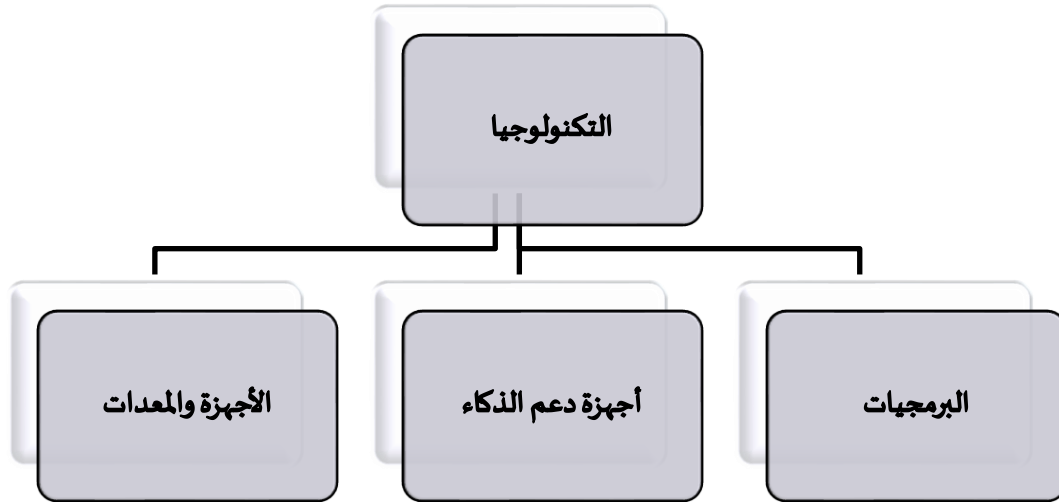 التكنولوجيا
البرمجيات
أجهزة دعم الذكاء
الأجهزة والمعدات